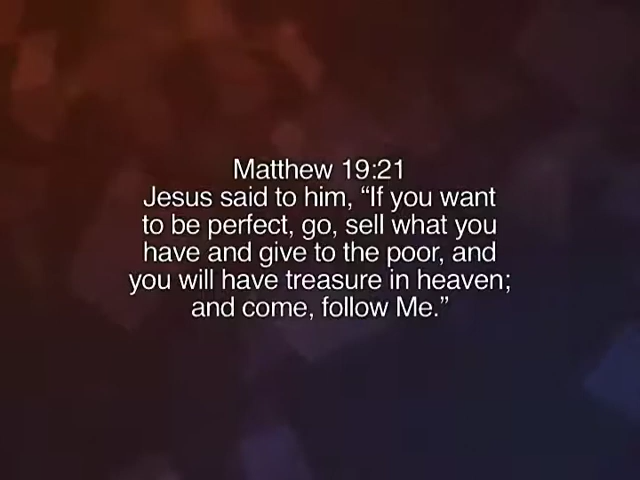 Matthew 19:21
Jesus said to him, “If you want
to be perfect, go, sell what you
have and give to the poor, and
you will have treasure in heaven;
and come, follow Me.”